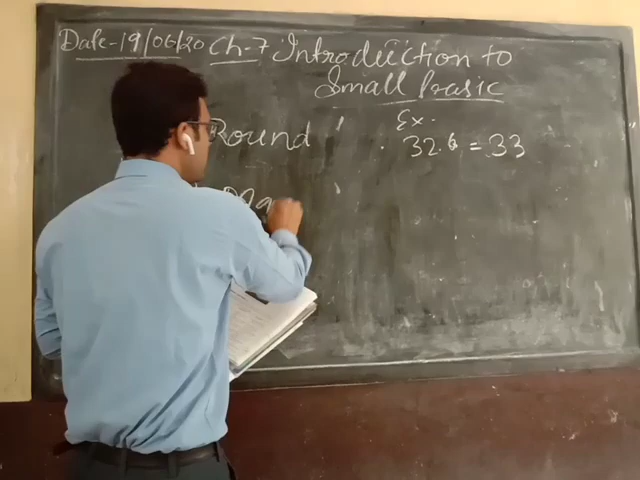 Date-19/06/20 Ch-7 Introduction to
Small Basic
Ex.
Round
32.6 = 33